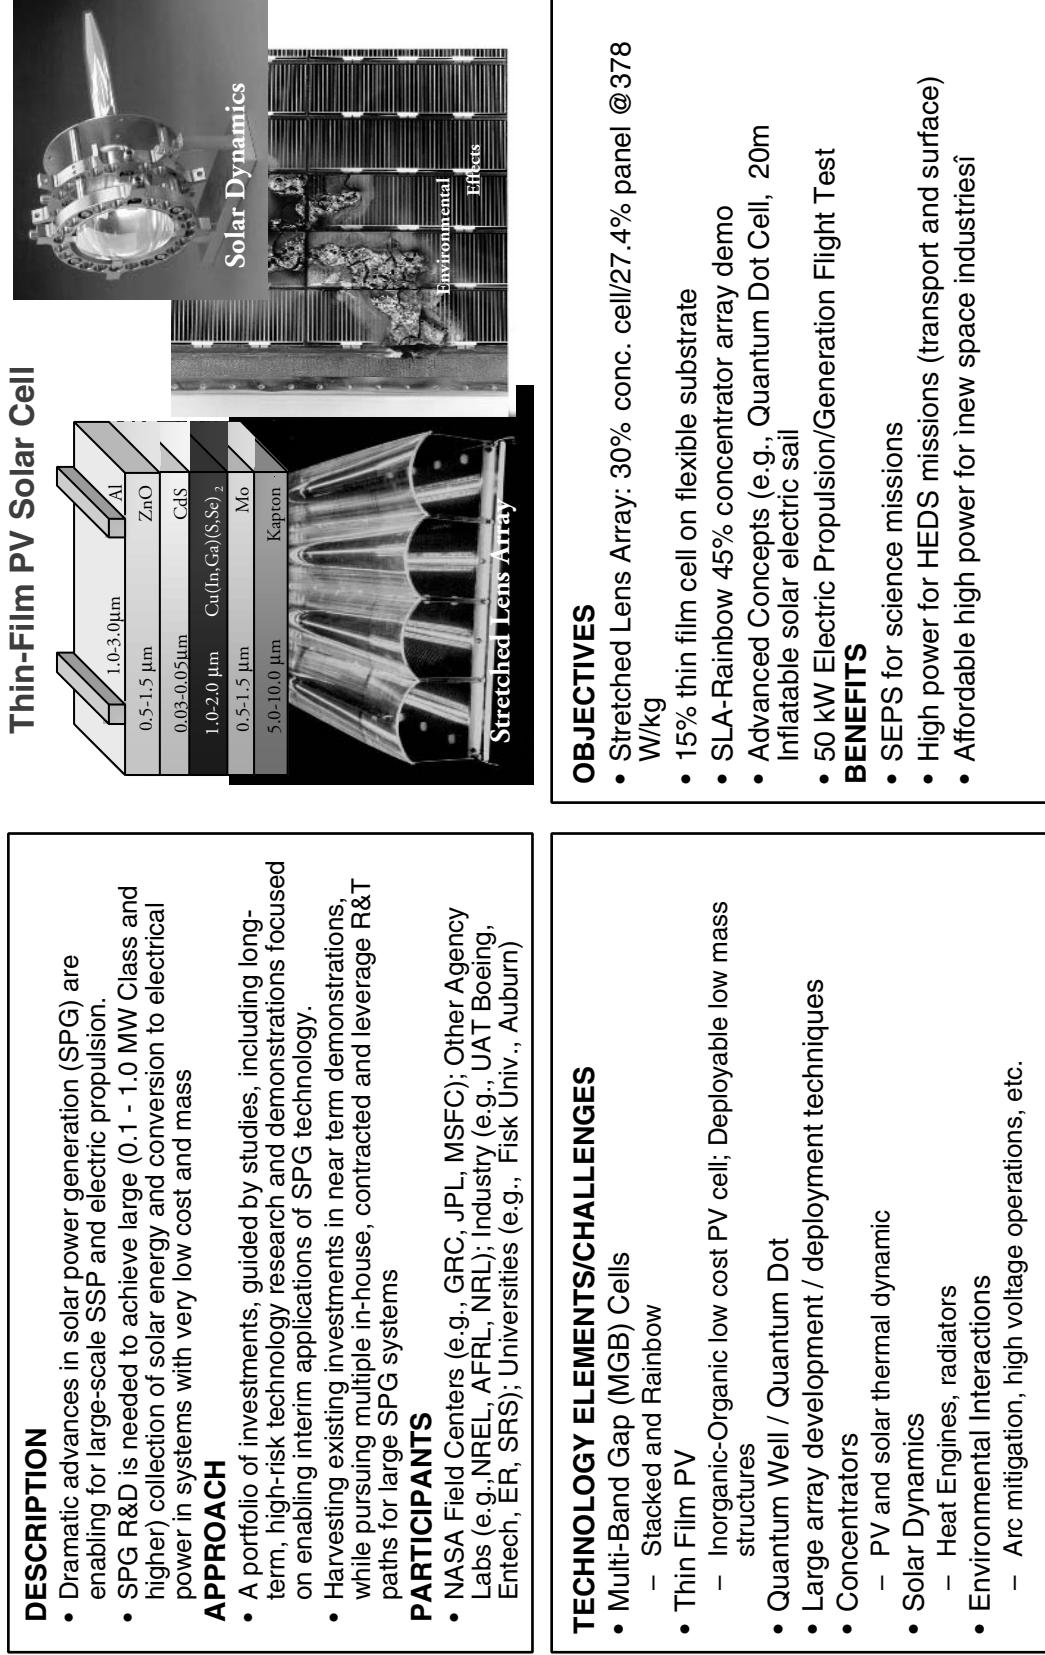 DESCRIPTION
• Dramatic advances in solar power generation (SPG) are
enabling for large-scale SSP and electric propulsion.
• SPG R&D is needed to achieve large (0.1 - 1.0 MW Class and
higher) collection of solar energy and conversion to electrical
power in systems with very low cost and mass
APPROACH
• A portfolio of investments, guided by studies, including long-
term, high-risk technology research and demonstrations focused
on enabling interim applications of SPG technology.
• Harvesting existing investments in near term demonstrations,
while pursuing multiple in-house, contracted and leverage R&T
paths for large SPG systems
PARTICIPANTS
• NASA Field Centers (e.g., GRC, JPL, MSFC); Other Agency
Labs (e.g.,NREL, AFRL, NRL); Industry (e.g., UAT Boeing,
Entech, ER, SRS); Universities (e.g., Fisk Univ., Auburn)
Thin-Film PV Solar Cell
1.0-3.0µm Al
0.5-1.5 µm ZnO
0.03-0.05µm CdS
1.0-2.0 µm Cu(In,Ga)(S,Se)2
0.5-1.5 µm Mo
5.0-10.0 µm Kapton
Stretched Lens Array
Solar Dynamics
Environmental
Effects
TECHNOLOGY ELEMENTS/CHALLENGES
• Multi-Band Gap (MGB) Cells
– Stacked and Rainbow
• Thin Film PV
– Inorganic-Organic low cost PV cell; Deployable low mass
structures
• Quantum Well / Quantum Dot
• Large array development / deployment techniques
• Concentrators
– PV and solar thermal dynamic
• Solar Dynamics
– Heat Engines, radiators
• Environmental Interactions
– Arc mitigation, high voltage operations, etc.
OBJECTIVES
• Stretched Lens Array: 30% conc. cell/27.4% panel @378
W/kg
• 15% thin film cell on flexible substrate
• SLA-Rainbow 45% concentrator array demo
• Advanced Concepts (e.g., Quantum Dot Cell, 20m
Inflatable solar electric sail
• 50 kW Electric Propulsion/Generation Flight Test
BENEFITS
• SEPS for science missions
• High power for HEDS missions (transport and surface)
• Affordable high power for ìnew space industriesî